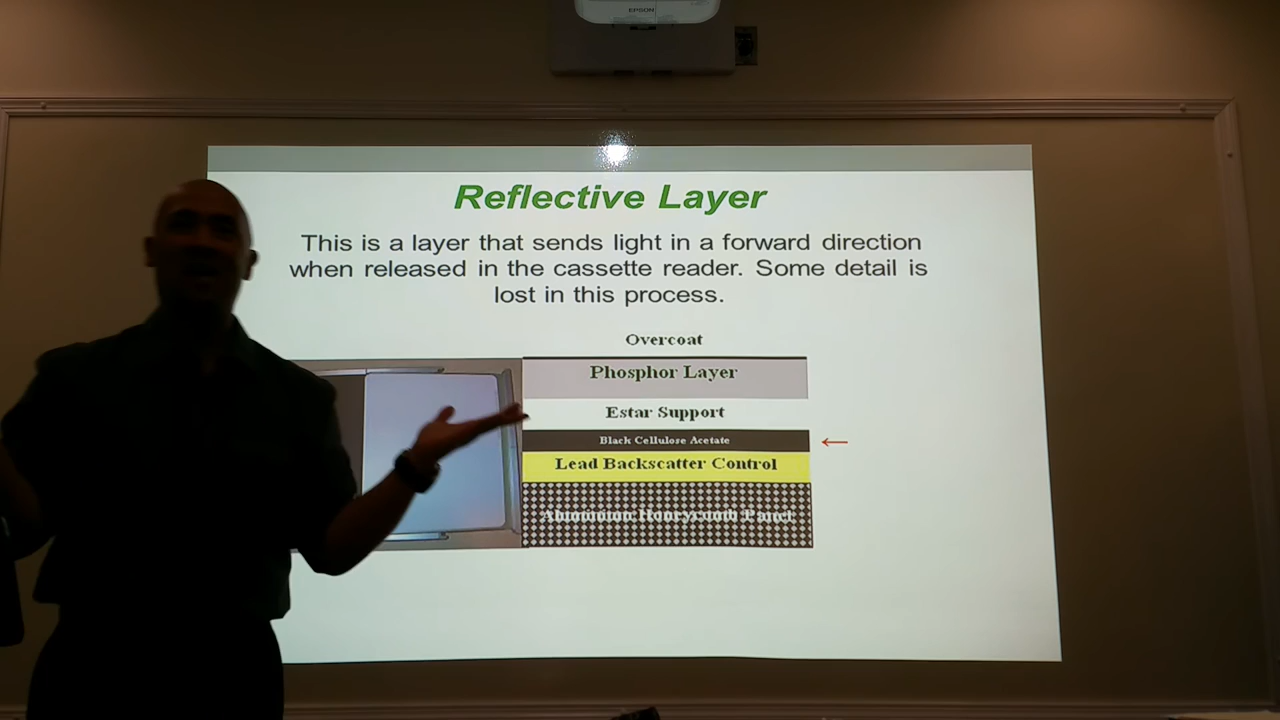 EPSON
Reflective Layer
This is a layer that sends light in a forward direction
when released in the cassette reader. Some detail is
lost in this process.
Overcoat
Phosphor Layer
Estar Support
Black Cellulose Acetate
Lead Backscatter Control
Aluminium Honeycomb Panel